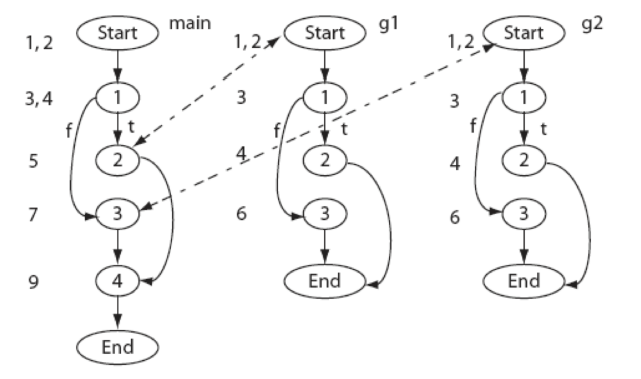 Start main
1, 2
3, 4 1
f t
5 2
7 3
9 4
End
Start g1
1, 2
3 1
f t
4 2
6 3
End
Start g2
1, 2
3 1
f t
4 2
6 3
End